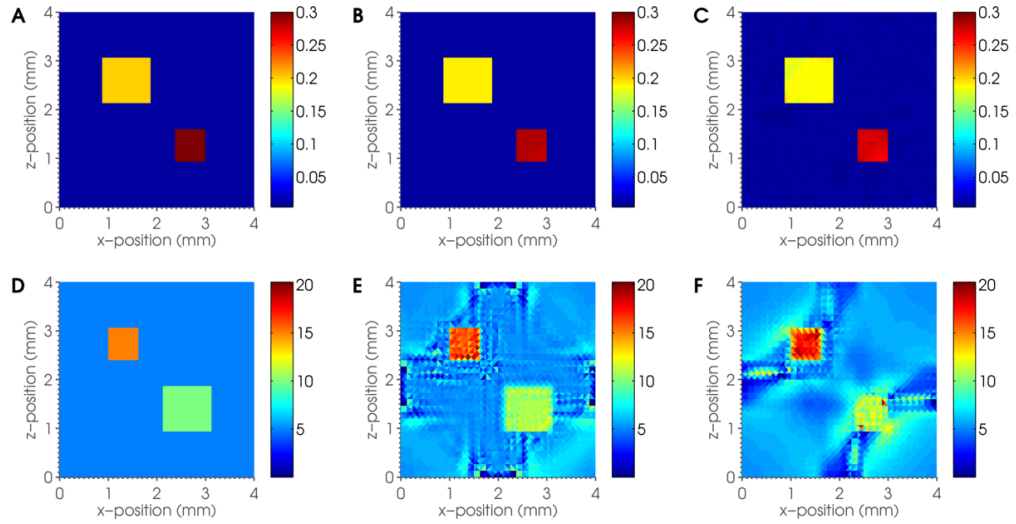 A B C
4 0.3 4 0.3 4 0.3
0.25 0.25 0.25
3 3 3
0.2 0.2 0.2
z–position (mm) z–position (mm) z–position (mm)
2 0.15 2 0.15 2 0.15
0.1 0.1 0.1
1 1 1
0.05 0.05 0.05
0 0 0
0 1 2 3 4 0 1 2 3 4 0 1 2 3 4
x–position (mm) x–position (mm) x–position (mm)
D E F
4 20 4 20 4 20
3 3 3
15 15 15
z–position (mm) z–position (mm) z–position (mm)
2 10 2 10 2 10
1 5 1 5 1 5
0 0 0
0 1 2 3 4 0 1 2 3 4 0 1 2 3 4
x–position (mm) x–position (mm) x–position (mm)